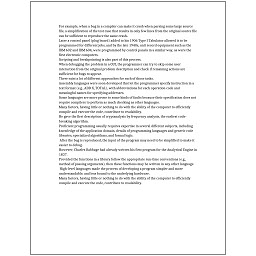 For example, when a bug in a compiler can make it crash when parsing some large source
file, a simplification of the test case that results in only few lines from the original source file
can be sufficient to reproduce the same crash.
Later a control panel (plug board) added to his 1906 Type I Tabulator allowed it to be
programmed for different jobs, and by the late 1940s, unit record equipment such as the
IBM 602 and IBM 604, were programmed by control panels in a similar way, as were the
first electronic computers.
Scripting and breakpointing is also part of this process.
When debugging the problem in a GUI, the programmer can try to skip some user
interaction from the original problem description and check if remaining actions are
sufficient for bugs to appear.
There exist a lot of different approaches for each of those tasks.
Assembly languages were soon developed that let the programmer specify instruction in a
text format (e.g., ADD X, TOTAL), with abbreviations for each operation code and
meaningful names for specifying addresses.
Some languages are more prone to some kinds of faults because their specification does not
require compilers to perform as much checking as other languages.
Many factors, having little or nothing to do with the ability of the computer to efficiently
compile and execute the code, contribute to readability.
He gave the first description of cryptanalysis by frequency analysis, the earliest code-
breaking algorithm.
Proficient programming usually requires expertise in several different subjects, including
knowledge of the application domain, details of programming languages and generic code
libraries, specialized algorithms, and formal logic.
After the bug is reproduced, the input of the program may need to be simplified to make it
easier to debug.
However, Charles Babbage had already written his first program for the Analytical Engine in
1837.
Provided the functions in a library follow the appropriate run-time conventions (e.g.,
method of passing arguments), then these functions may be written in any other language.
High-level languages made the process of developing a program simpler and more
understandable, and less bound to the underlying hardware.
Many factors, having little or nothing to do with the ability of the computer to efficiently
compile and execute the code, contribute to readability.